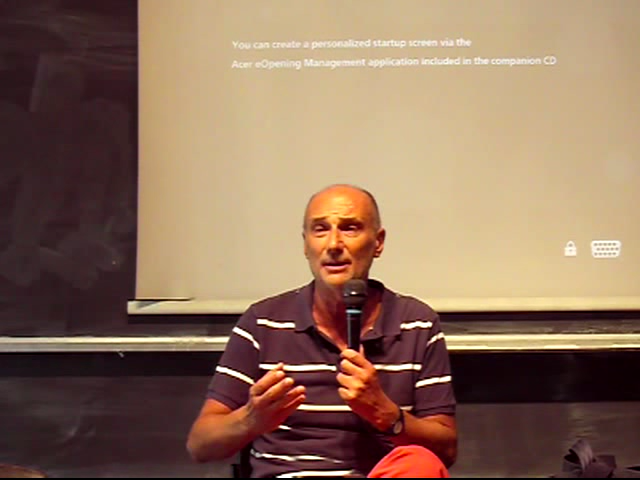 You can create a personalized startup screen via the
Acer eOpening Management application included in the companion CD